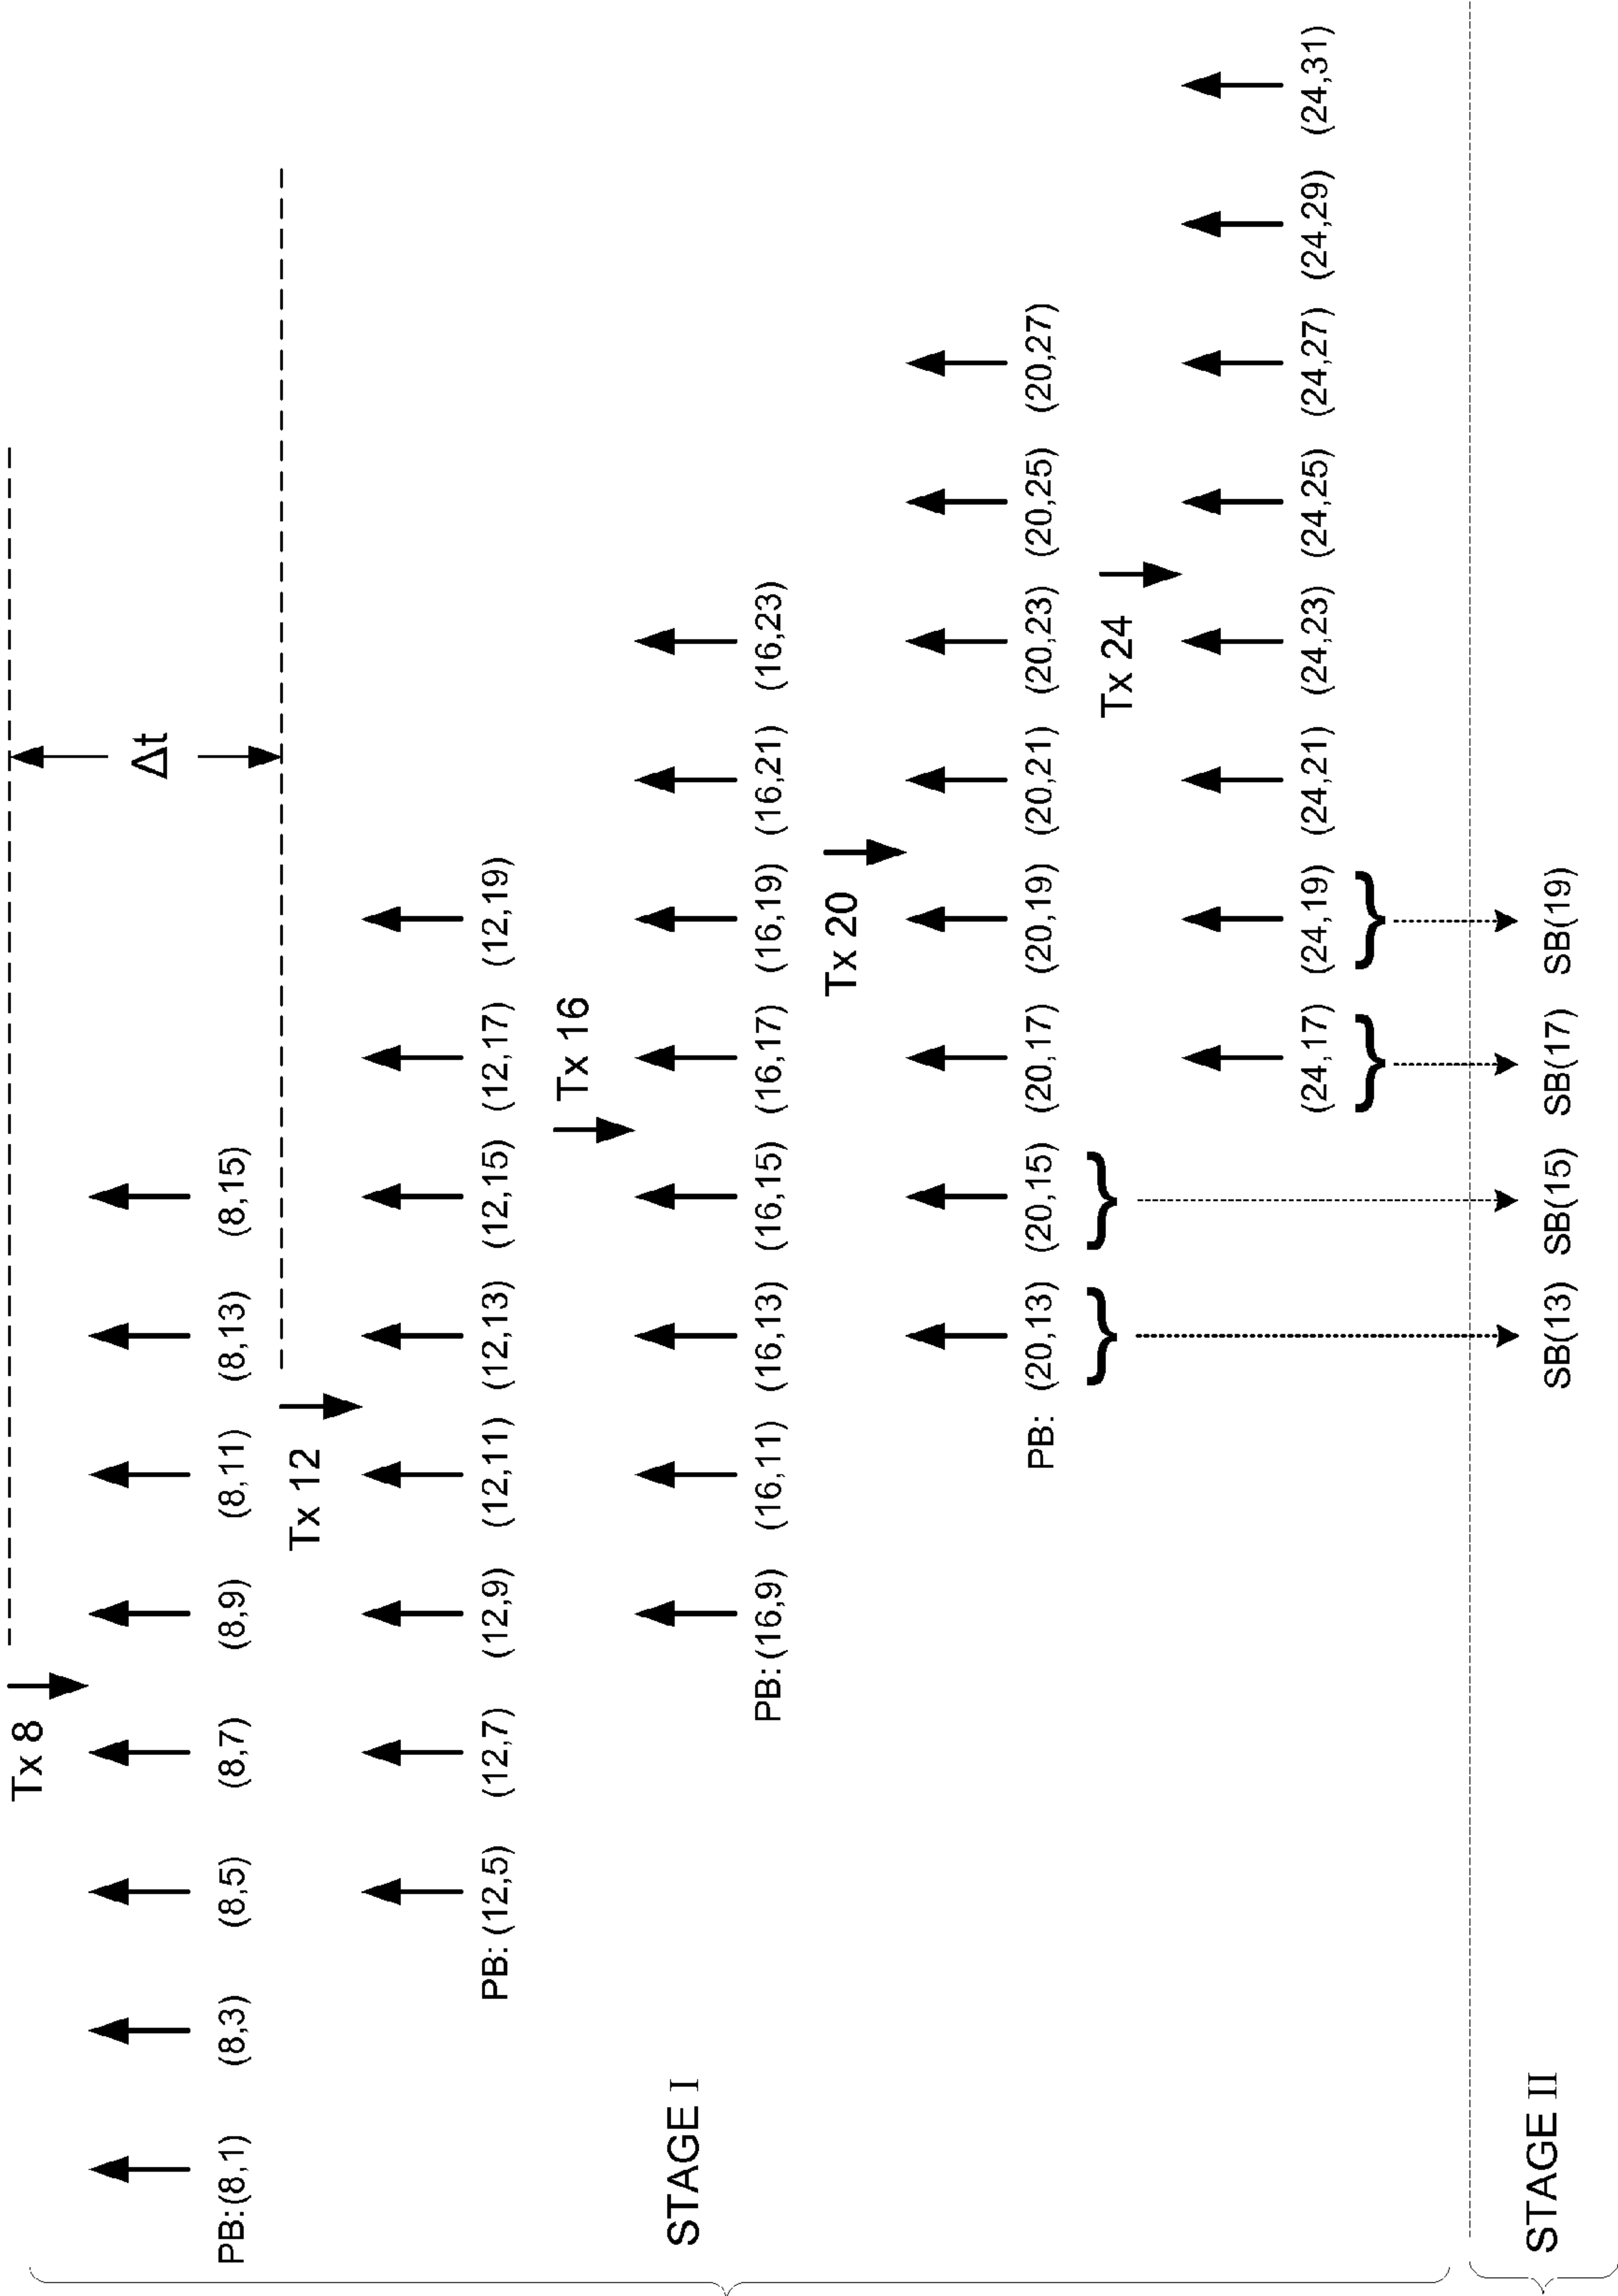 Tx 8
Δt
PB:(8,1) (8,3) (8,5) (8,7) (8,9) (8,11) (8,13) (8,15)
Tx 12
PB: (12,5) (12,7) (12,9) (12,11) (12,13) (12,15) (12,17) (12,19)
Tx 16
STAGE I
PB: (16,9) (16,11) (16,13) (16,15) (16,17) (16,19) (16,21) (16,23)
Tx 20
PB: (20,13) (20,15) (20,17) (20,19) (20,21) (20,23) (20,25) (20,27)
Tx 24
(24,17) (24,19) (24,21) (24,23) (24,25) (24,27) (24,29) (24,31)
STAGE II
SB(13) SB(15) SB(17) SB(19)